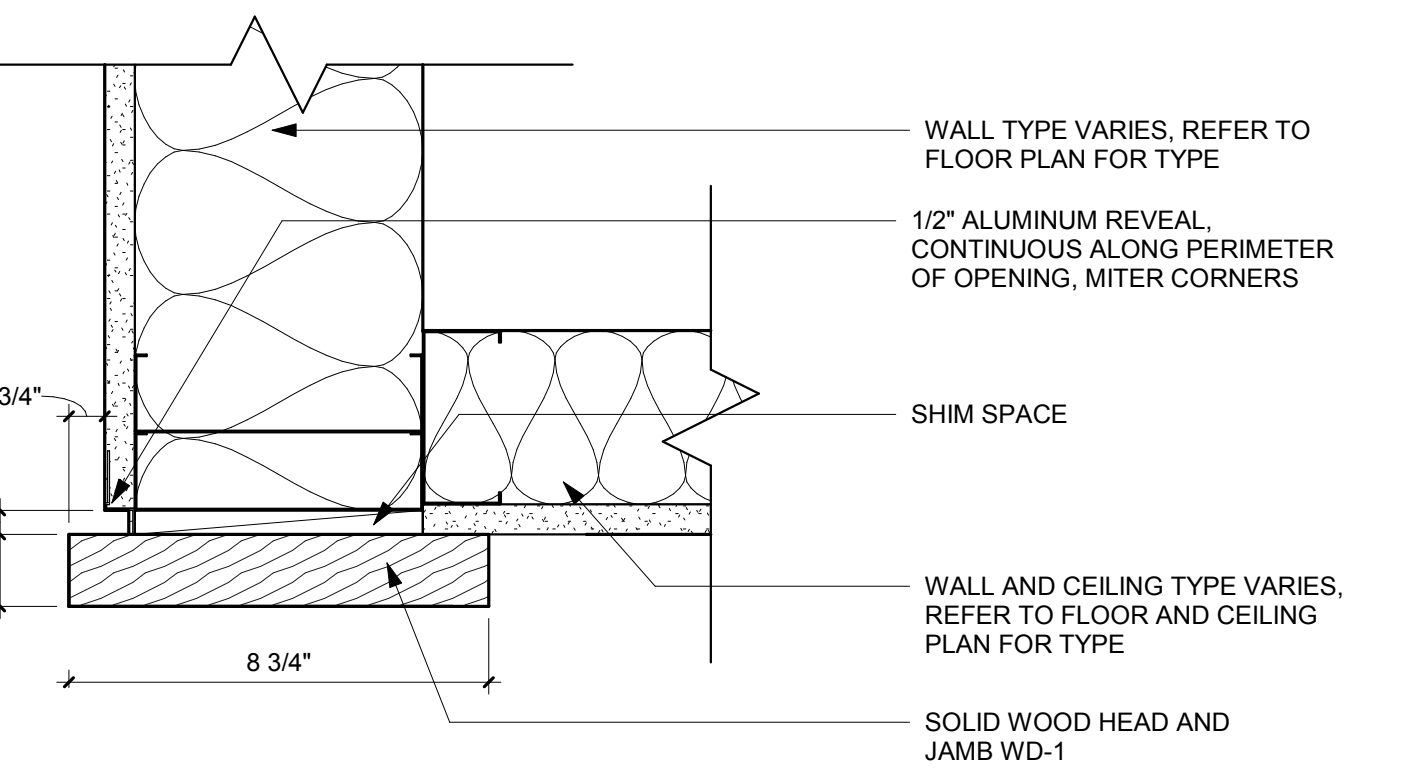 WALL TYPE VARIES, REFER TO
FLOOR PLAN FOR TYPE
1/2" ALUMINUM REVEAL,
CONTINUOUS ALONG PERIMETER
OF OPENING, MITER CORNERS
3/4"
SHIM SPACE
WALL AND CEILING TYPE VARIES,
REFER TO FLOOR AND CEILING
PLAN FOR TYPE
8 3/4"
SOLID WOOD HEAD AND
JAMB WD-1